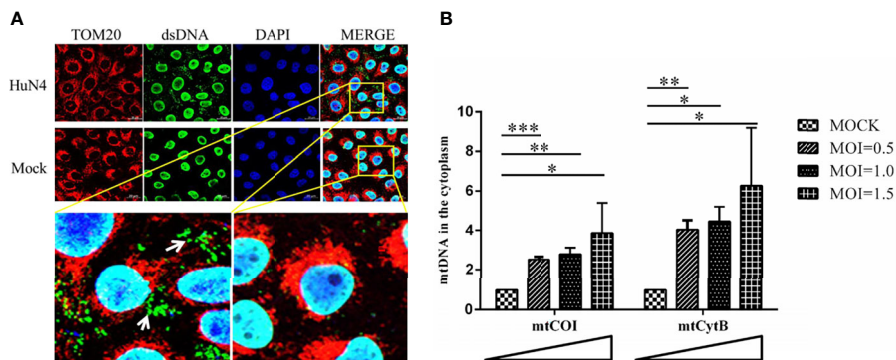 A
TOM20 dsDNA DAPI MERGE
HuN4
Mock
B
mtDNA in the cytoplasm
10
8
6
4
2
0
***
**
*
**
*
*
mtCOI mtCytB
MOCK
MOI=0.5
MOI=1.0
MOI=1.5